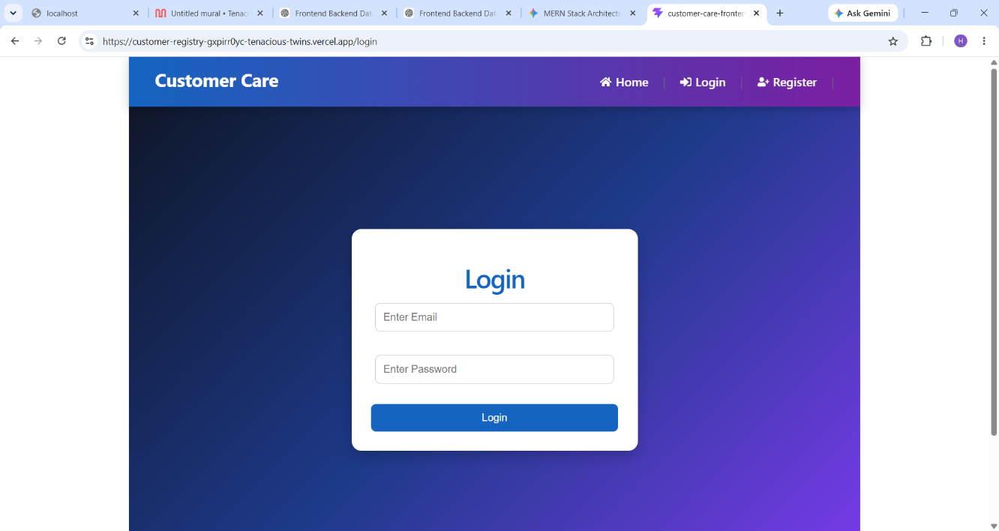 localhost
Untitled mural • Tenac
Frontend Backend Dat
Frontend Backend Dat
MERN Stack Architectu
customer-care-fronter
Ask Gemini
https://customer-registry-gxpirr0yc-tenacious-twins.vercel.app/login
H
Customer Care
Home
Login
Register
Login
Enter Email
Enter Password
Login